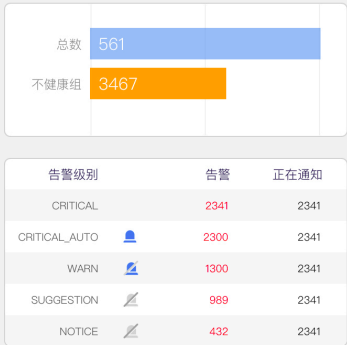 总数 561
不健康组 3467
告警级别 告警 正在通知
CRITICAL 2341 2341
CRITICAL_AUTO 2300 2341
WARN 1300 2341
SUGGESTION 989 2341
NOTICE 432 2341